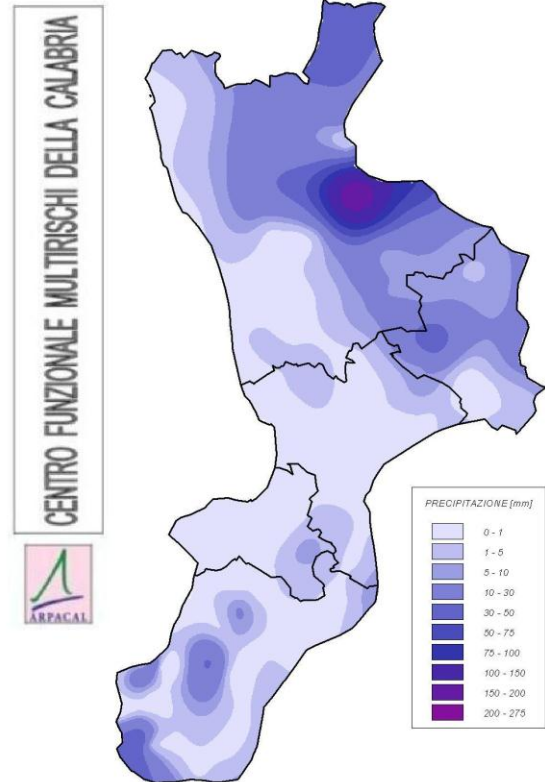 CENTRO FUNZIONALE MULTIRISCHI DELLA CALABRIA
ARPACAL
PRECIPITAZIONE [mm]
0 - 1
1 - 5
5 - 10
10 - 30
30 - 50
50 - 75
75 - 100
100 - 150
150 - 200
200 - 275